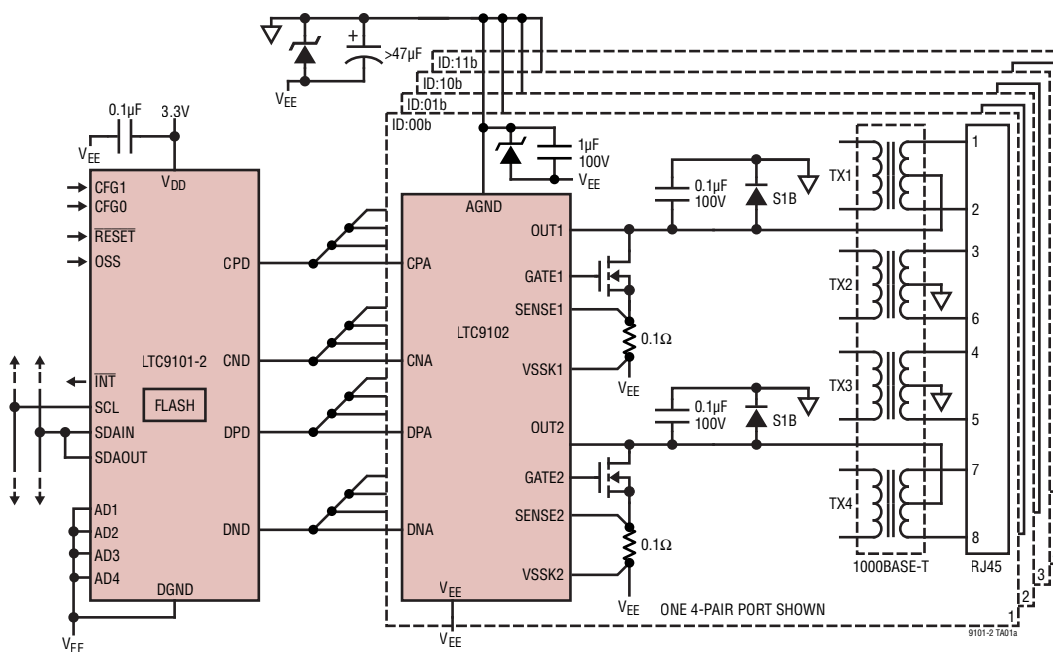 +
>47µF
VEE
ID:11b
ID:10b
ID:01b
ID:00b
0.1µF
3.3V
VEE
VDD
CFG1
CFG0
RESET
OSS
CPD
LTC9101-2
CND
INT
FLASH
SCL
DPD
SDAIN
SDAOUT
DND
AD1
AD2
AD3
AD4
DGND
VEE
1µF
100V
VEE
AGND
OUT1
CPA
GATE1
SENSE1
LTC9102
0.1Ω
CNA
VSSK1
VEE
DPA
OUT2
GATE2
SENSE2
DNA
0.1Ω
VSSK2
VEE
VEE
VEE
0.1µF
100V
S1B
0.1µF
100V
S1B
TX1
1
2
TX2
3
6
TX3
4
5
TX4
7
8
1000BASE-T
RJ45
ONE 4-PAIR PORT SHOWN
1
2
3
9101-2 TA01a